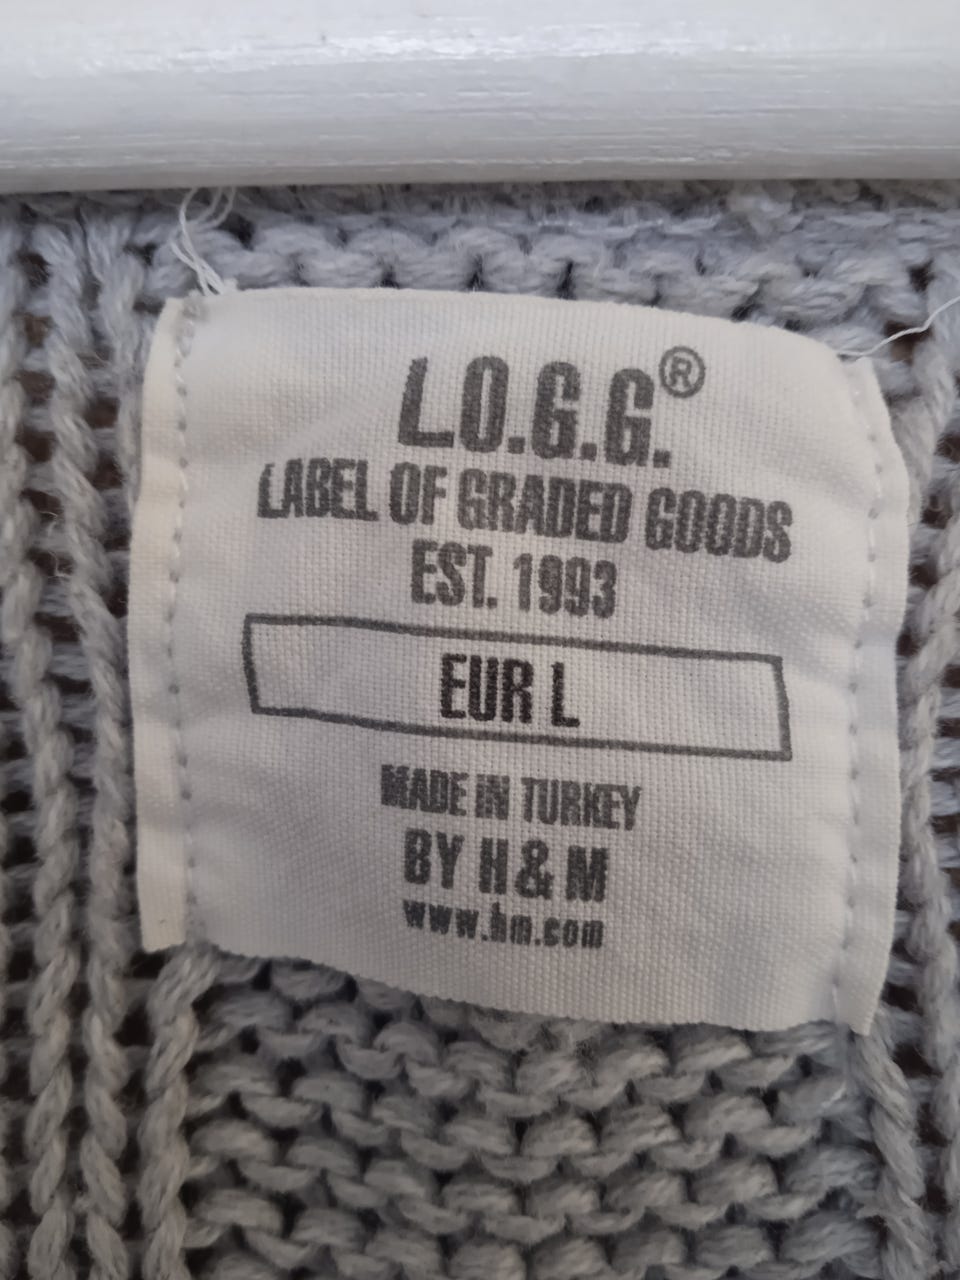 L.O.G.G.®
LABEL OF GRADED GOODS
EST. 1993
EUR L
MADE IN TURKEY
BY H & M
www.hm.com